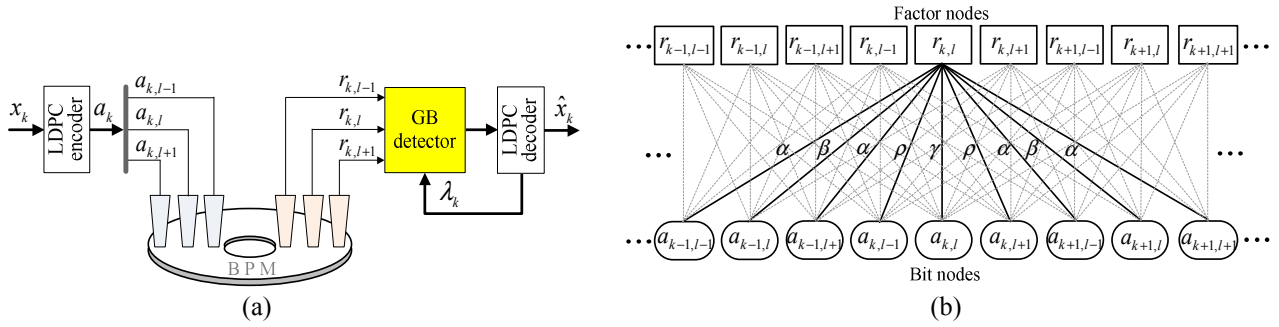 x_k
LDPC encoder
a_k
a_{k,l-1}
a_{k,l}
a_{k,l+1}
B P M
r_{k,l-1}
r_{k,l}
r_{k,l+1}
GB detector
λ_k
LDPC decoder
x̂_k
(a)
Factor nodes
... r_{k-1,l-1} r_{k-1,l} r_{k-1,l+1} r_{k,l-1} r_{k,l} r_{k,l+1} r_{k+1,l-1} r_{k+1,l} r_{k+1,l+1} ...
... α β α ρ γ ρ α β α ...
... a_{k-1,l-1} a_{k-1,l} a_{k-1,l+1} a_{k,l-1} a_{k,l} a_{k,l+1} a_{k+1,l-1} a_{k+1,l} a_{k+1,l+1} ...
Bit nodes
(b)